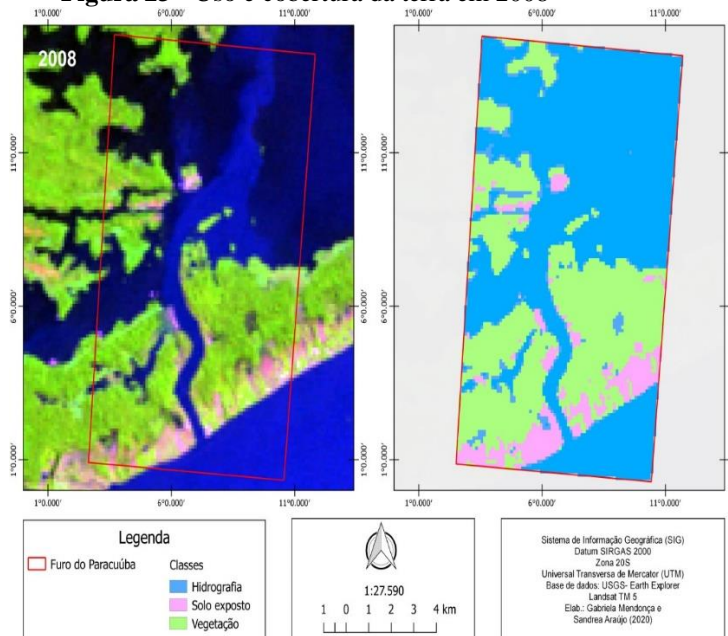 Figura 25 – Uso e cobertura da terra em 2008
1°0.000' 6°0.000' 11°0.000' 1°0.000' 6°0.000' 11°0.000'
2008
11°0.000'
6°0.000'
1°0.000'
11°0.000'
6°0.000'
1°0.000'
1°0.000' 6°0.000' 11°0.000' 1°0.000' 6°0.000' 11°0.000'
Legenda
Furo do Paracuúba
Classes
Hidrografia
Solo exposto
Vegetação
1:27.590
1 0 1 2 3 4 km
Sistema de Informação Geográfica (SIG)
Datum SIRGAS 2000
Zona 20S
Universal Transversa de Mercator (UTM)
Base de dados: USGS- Earth Explorer
Landsat TM 5
Elab.: Gabriela Mendonça e
Sandrea Araújo (2020)